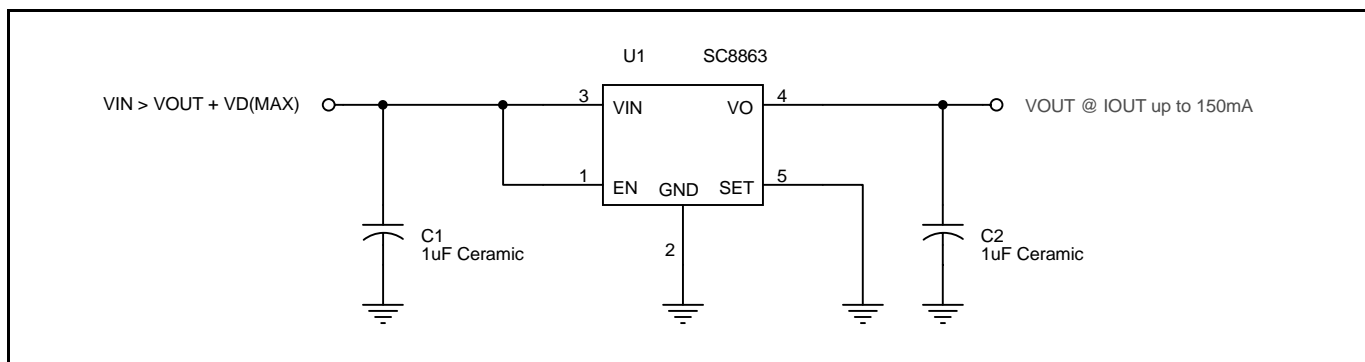 U1 SC8863
VIN > VOUT + VD(MAX)
3
VIN
VO
4
VOUT @ IOUT up to 150mA
1
EN
GND
SET
5
2
C1
1uF Ceramic
C2
1uF Ceramic